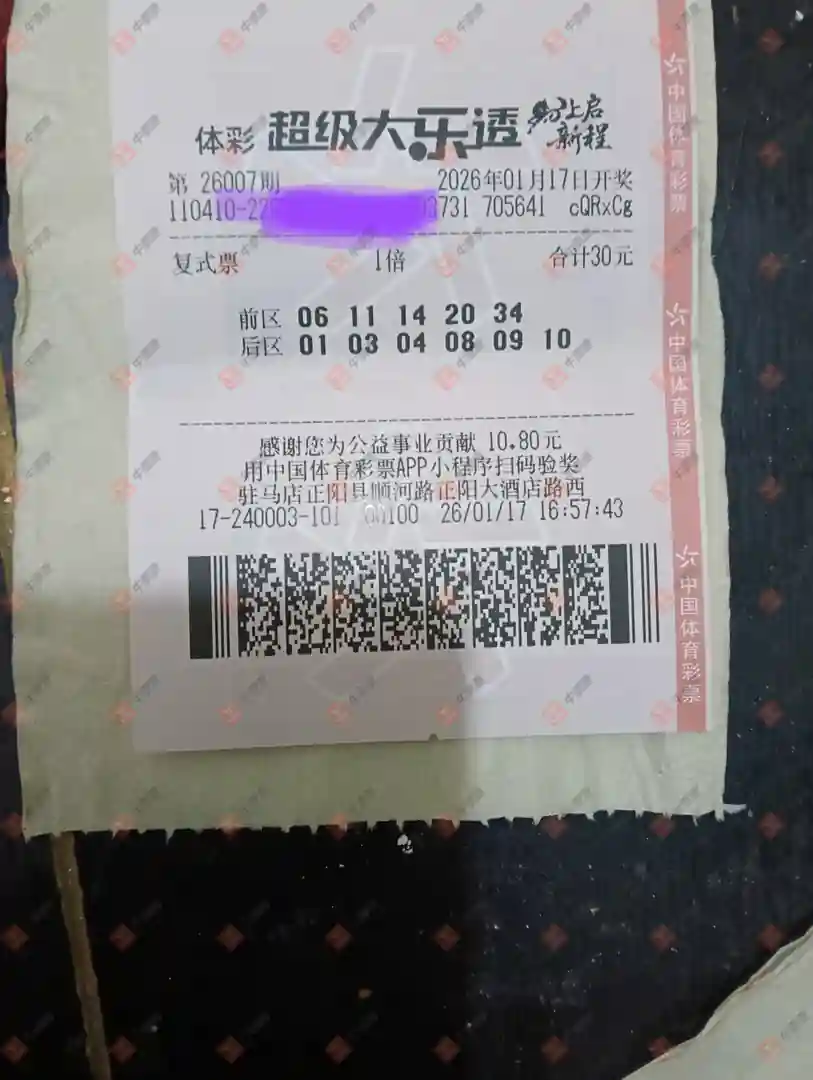 体彩 超级大乐透 马上启
新程
第 26007期 2026年01月17日开奖
110410-22 3731 705641 cQRxCg
复式票 1倍 合计30元
前区 06 11 14 20 34
后区 01 03 04 08 09 10
感谢您为公益事业贡献 10.80元
用中国体育彩票APP小程序扫码验奖
驻马店正阳县顺河路正阳大酒店路西
17-240003-101 00100 26/01/17 16:57:43
中国体育彩票
中国体育彩票
中国体育彩票